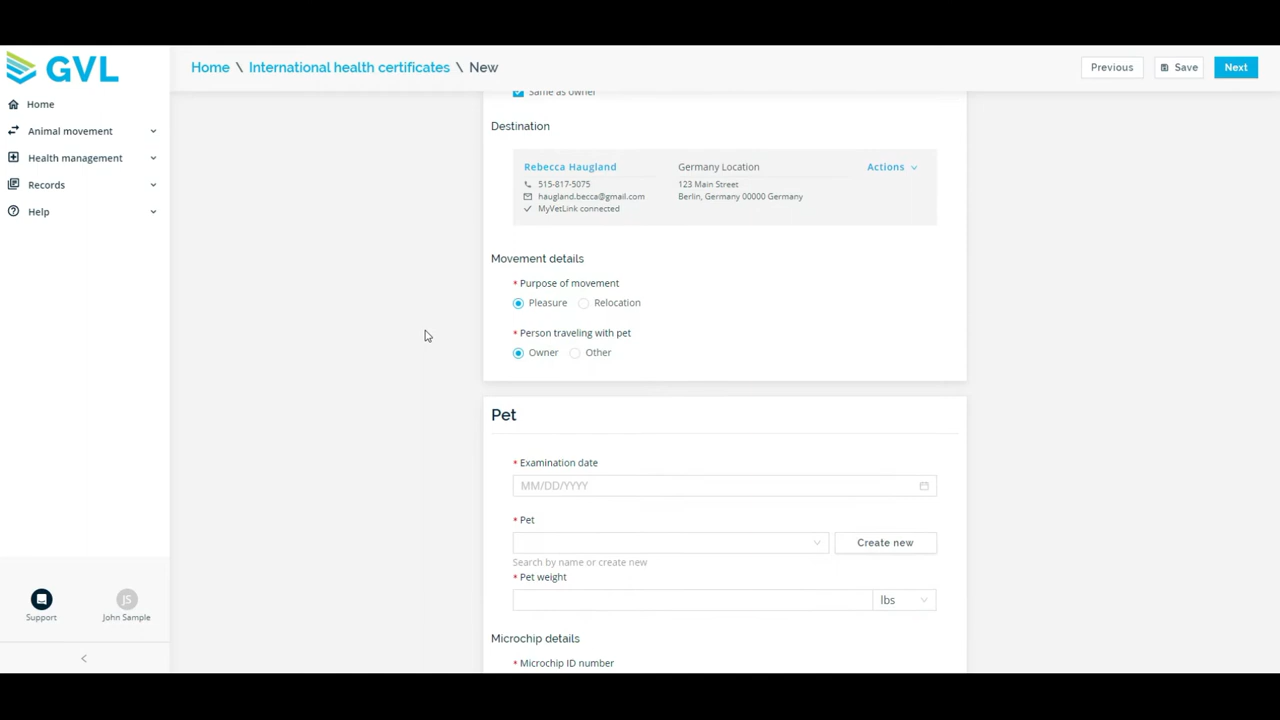 GVL
Home \ International health certificates \ New
Previous
Save
Next
Home
Animal movement
Health management
Records
Help
Same as owner
Destination
Rebecca Haugland
Germany Location
Actions
515-817-5075
123 Main Street
haugland.becca@gmail.com
Berlin, Germany 00000 Germany
MyVetLink connected
Movement details
* Purpose of movement
Pleasure
Relocation
* Person traveling with pet
Owner
Other
Pet
* Examination date
MM/DD/YYYY
* Pet
Create new
Search by name or create new
* Pet weight
lbs
Microchip details
* Microchip ID number
Support
JS
John Sample